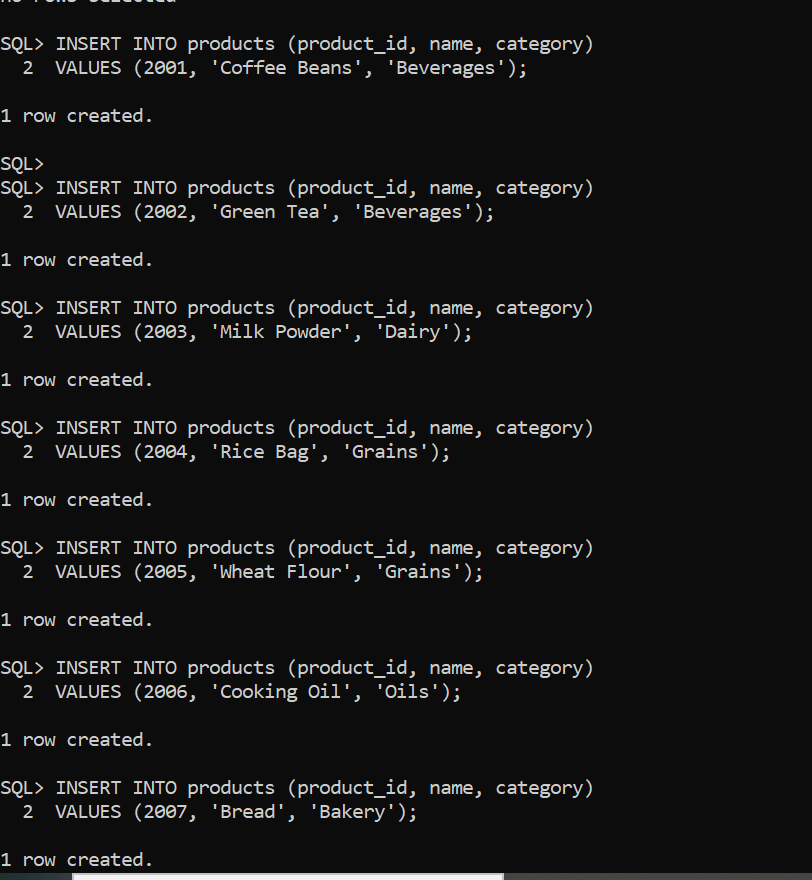 no rows selected
SQL> INSERT INTO products (product_id, name, category)
  2  VALUES (2001, 'Coffee Beans', 'Beverages');
1 row created.
SQL>
SQL> INSERT INTO products (product_id, name, category)
  2  VALUES (2002, 'Green Tea', 'Beverages');
1 row created.
SQL> INSERT INTO products (product_id, name, category)
  2  VALUES (2003, 'Milk Powder', 'Dairy');
1 row created.
SQL> INSERT INTO products (product_id, name, category)
  2  VALUES (2004, 'Rice Bag', 'Grains');
1 row created.
SQL> INSERT INTO products (product_id, name, category)
  2  VALUES (2005, 'Wheat Flour', 'Grains');
1 row created.
SQL> INSERT INTO products (product_id, name, category)
  2  VALUES (2006, 'Cooking Oil', 'Oils');
1 row created.
SQL> INSERT INTO products (product_id, name, category)
  2  VALUES (2007, 'Bread', 'Bakery');
1 row created.